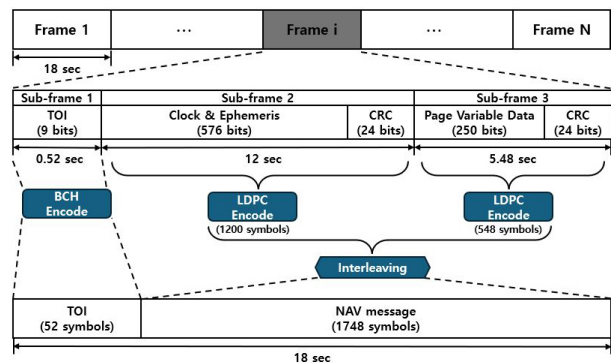 Frame 1
...
Frame i
...
Frame N
18 sec
Sub-frame 1
Sub-frame 2
Sub-frame 3
TOI
(9 bits)
Clock & Ephemeris
(576 bits)
CRC
(24 bits)
Page Variable Data
(250 bits)
CRC
(24 bits)
0.52 sec
12 sec
5.48 sec
BCH
Encode
LDPC
Encode
(1200 symbols)
LDPC
Encode
(548 symbols)
Interleaving
TOI
(52 symbols)
NAV message
(1748 symbols)
18 sec